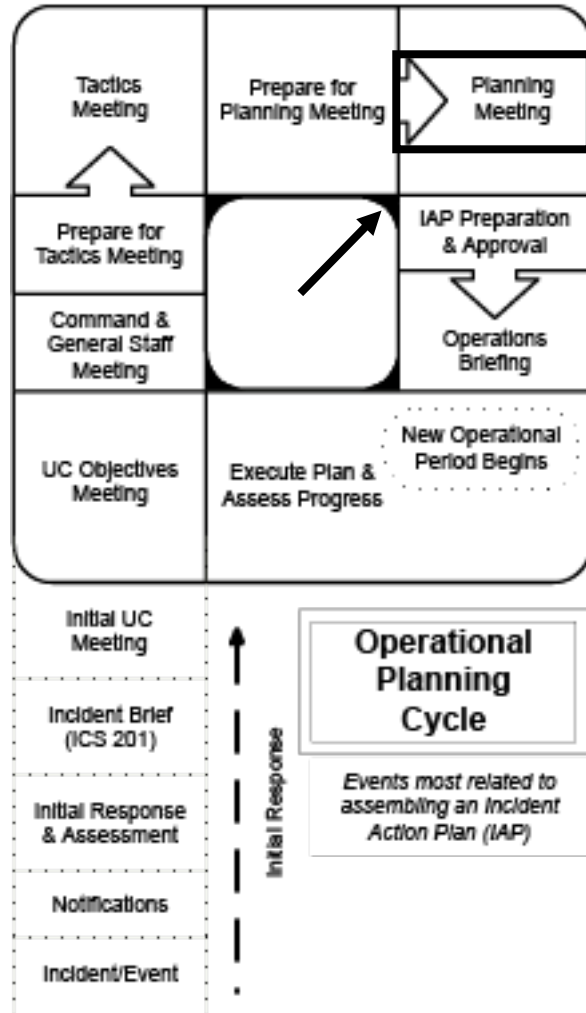 Tactics
Meeting
Prepare for
Planning Meeting
Planning
Meeting
Prepare for
Tactics Meeting
IAP Preparation
& Approval
Command &
General Staff
Meeting
Operations
Briefing
UC Objectives
Meeting
Execute Plan &
Assess Progress
New Operational
Period Begins
Initial UC
Meeting
Incident Brief
(ICS 201)
Initial Response
& Assessment
Notifications
Incident/Event
Initial Response
Operational
Planning
Cycle
Events most related to
assembling an Incident
Action Plan (IAP)